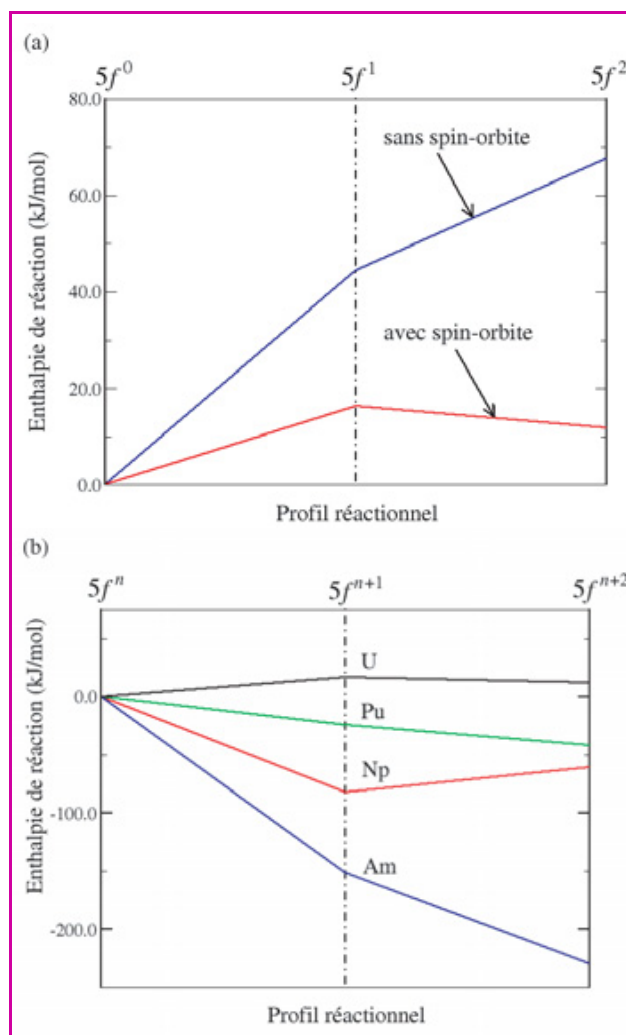 (a)
5f⁰ 5f¹ 5f²
80.0
sans spin-orbite
60.0
40.0
avec spin-orbite
20.0
0.0
Enthalpie de réaction (kJ/mol)
Profil réactionnel
(b)
5fⁿ 5fⁿ⁺¹ 5fⁿ⁺²
U
0.0
Pu
Np
-100.0
Am
-200.0
Enthalpie de réaction (kJ/mol)
Profil réactionnel